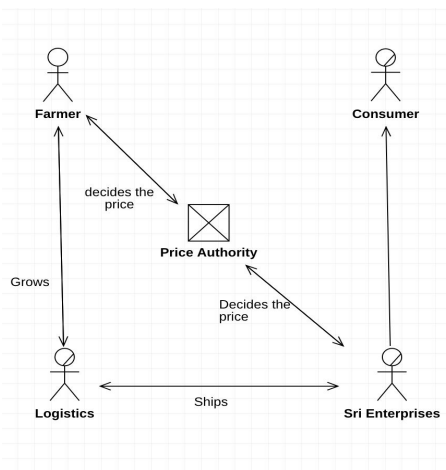 Farmer
Consumer
decides the
price
Price Authority
Grows
Decides the
price
Ships
Logistics
Sri Enterprises